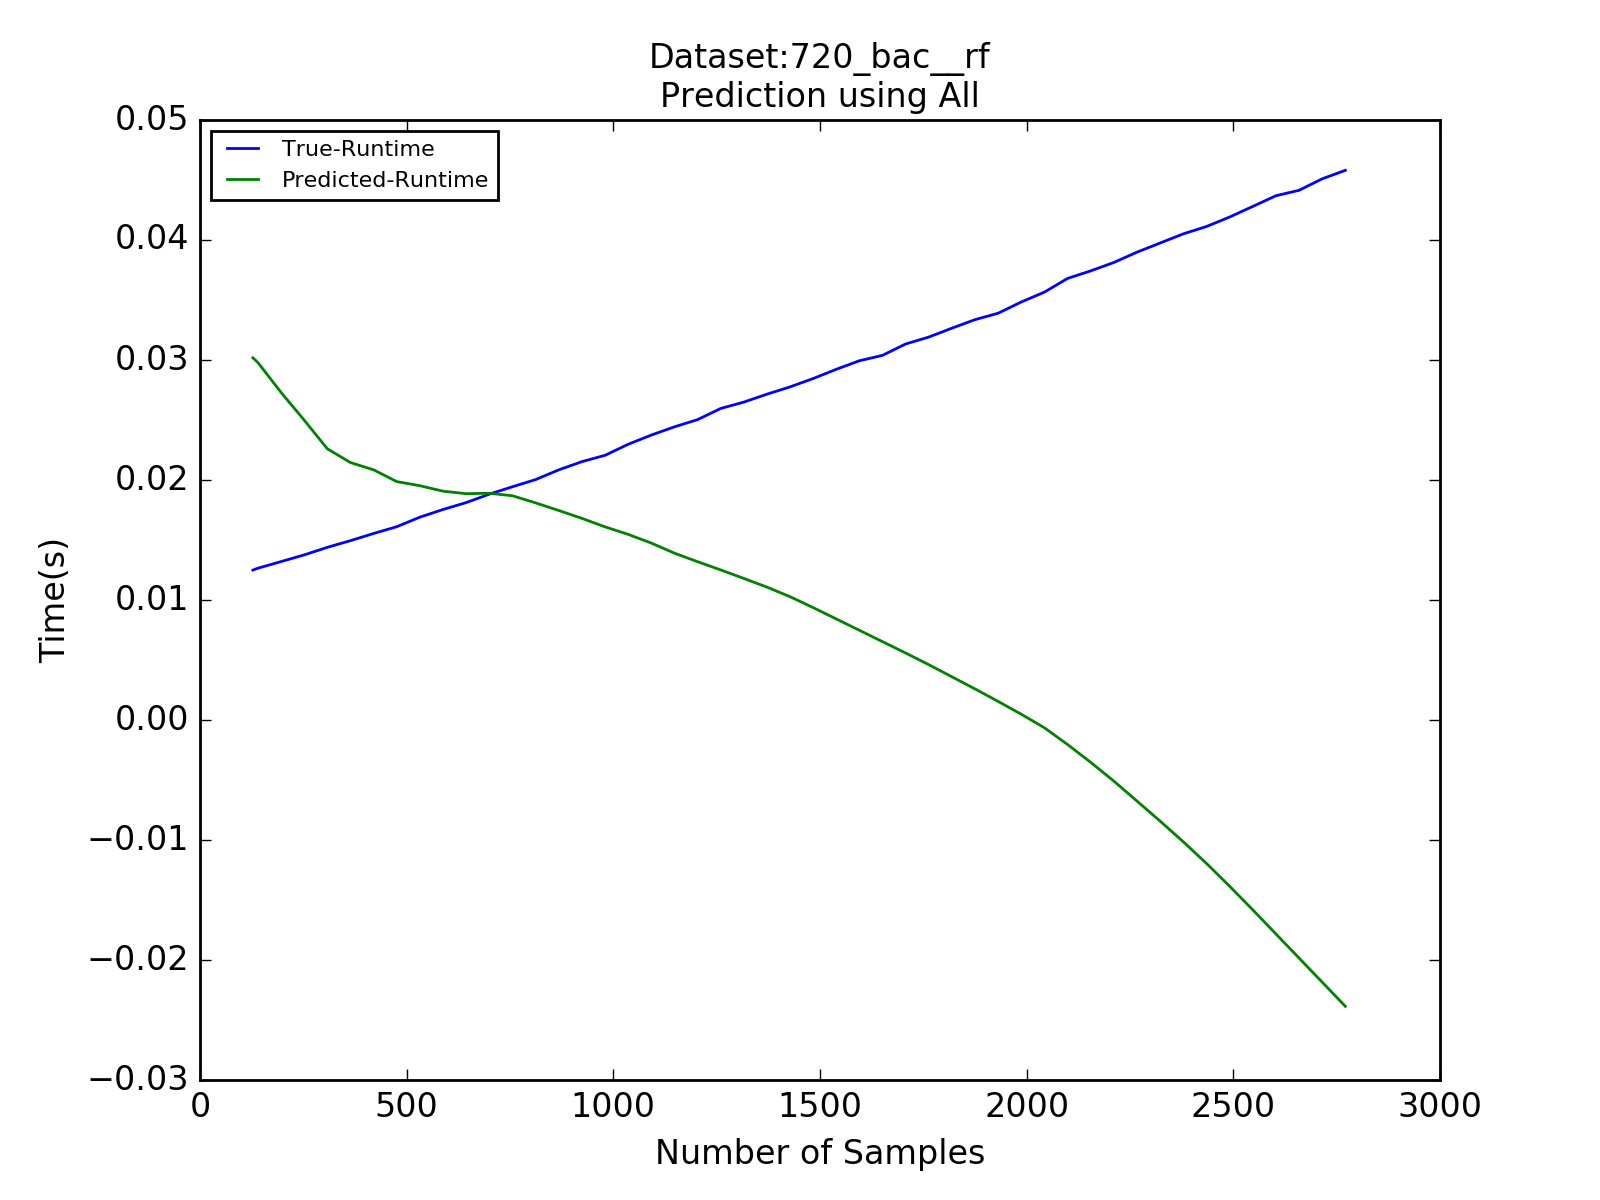 Dataset:720_bac__rf
Prediction using All
True-Runtime
Predicted-Runtime
0.05
0.04
0.03
0.02
0.01
0.00
−0.01
−0.02
−0.03
Time(s)
0 500 1000 1500 2000 2500 3000
Number of Samples